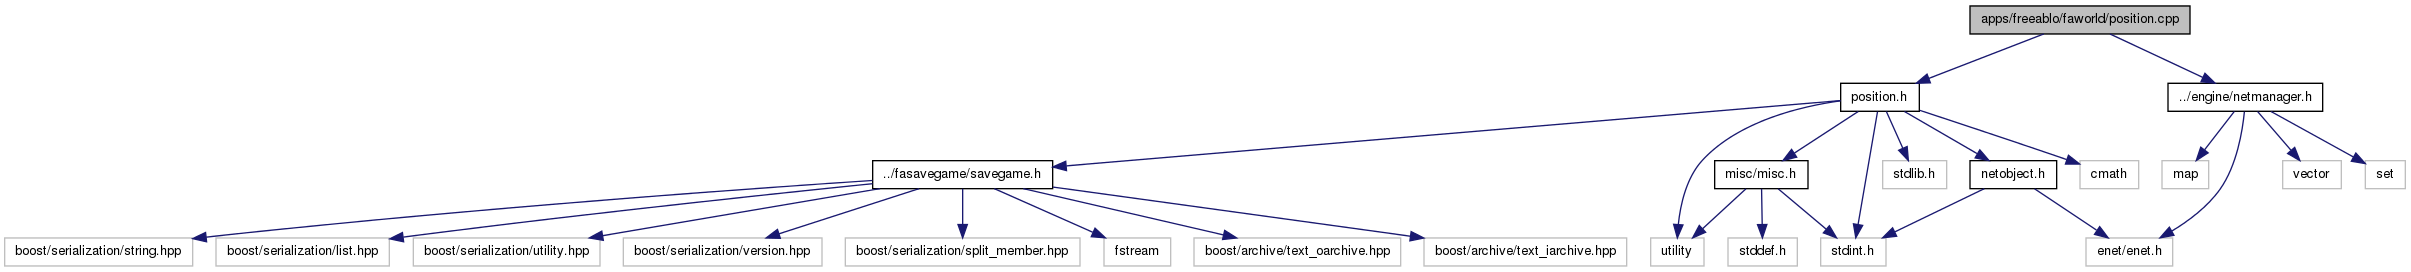 apps/freeablo/faworld/position.cpp
position.h
../engine/netmanager.h
../fasavegame/savegame.h
misc/misc.h
stdlib.h
netobject.h
cmath
map
vector
set
boost/serialization/string.hpp
boost/serialization/list.hpp
boost/serialization/utility.hpp
boost/serialization/version.hpp
boost/serialization/split_member.hpp
fstream
boost/archive/text_oarchive.hpp
boost/archive/text_iarchive.hpp
utility
stddef.h
stdint.h
enet/enet.h